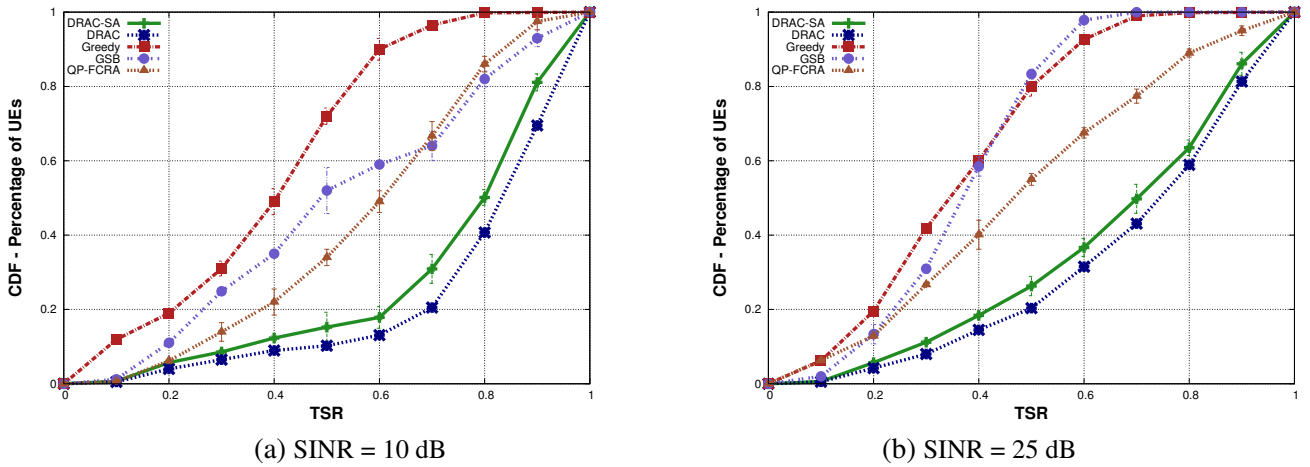 CDF - Percentage of UEs
1
0.8
0.6
0.4
0.2
0
DRAC-SA
DRAC
Greedy
GSB
QP-FCRA
0 0.2 0.4 0.6 0.8 1
TSR
(a) SINR = 10 dB
CDF - Percentage of UEs
1
0.8
0.6
0.4
0.2
0
DRAC-SA
DRAC
Greedy
GSB
QP-FCRA
0 0.2 0.4 0.6 0.8 1
TSR
(b) SINR = 25 dB